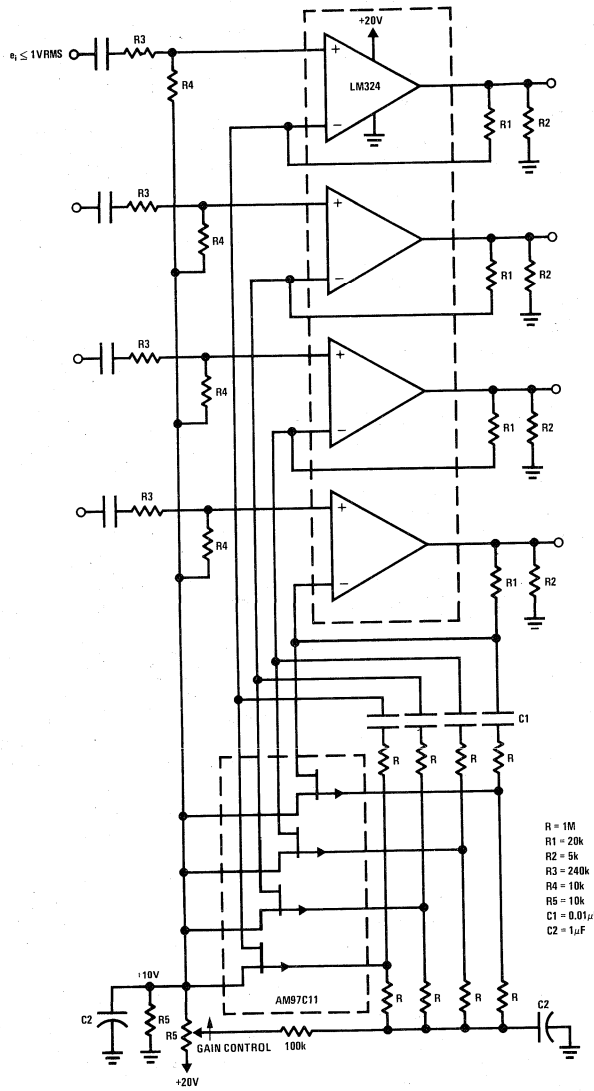 +20V
eᵢ ≤ 1VRMS
R3
R4
+
LM324
−
R1
R2
R3
R4
+
−
R1
R2
R3
R4
+
−
R1
R2
R3
R4
+
−
R1
R2
C1
R
R
R
R
R = 1M
R1 = 20k
R2 = 5k
R3 = 240k
R4 = 10k
R5 = 10k
C1 = 0.01μ
C2 = 1μF
+10V
AM97C11
R
R
R
R
C2
R5
R5
GAIN CONTROL
100k
C2
+20V